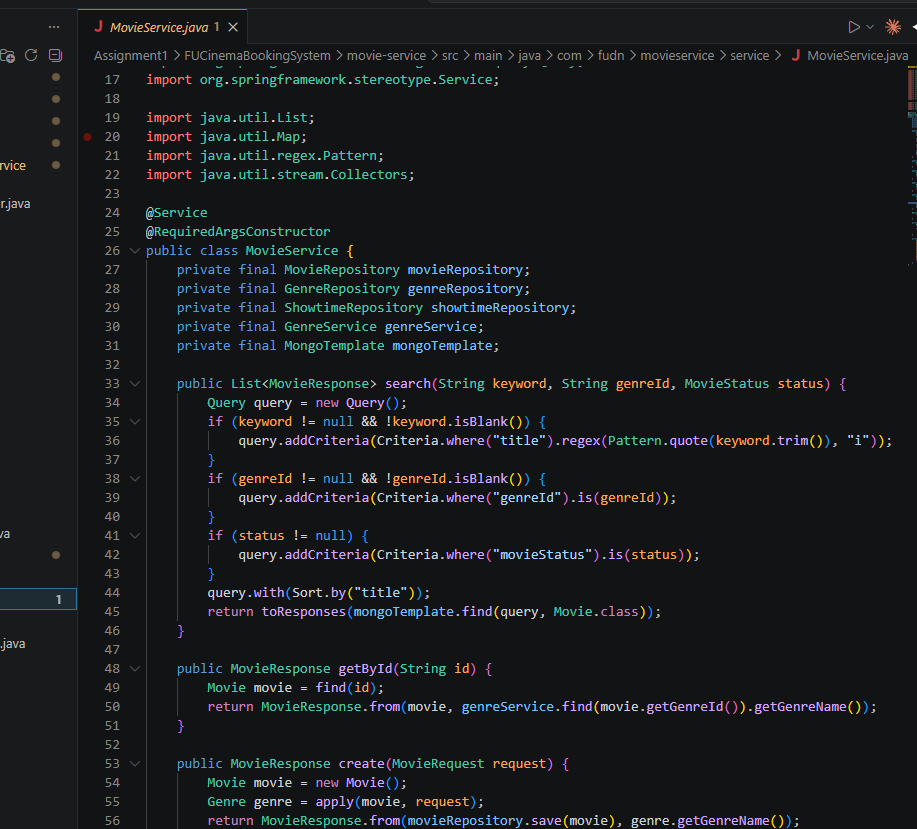 MovieService.java 1
Assignment1 > FUCinemaBookingSystem > movie-service > src > main > java > com > fudn > movieservice > service > MovieService.java
rvice
r.java
va
1
.java
17 import org.springframework.stereotype.Service;
18
19 import java.util.List;
20 import java.util.Map;
21 import java.util.regex.Pattern;
22 import java.util.stream.Collectors;
23
24 @Service
25 @RequiredArgsConstructor
26 public class MovieService {
27     private final MovieRepository movieRepository;
28     private final GenreRepository genreRepository;
29     private final ShowtimeRepository showtimeRepository;
30     private final GenreService genreService;
31     private final MongoTemplate mongoTemplate;
32
33     public List<MovieResponse> search(String keyword, String genreId, MovieStatus status) {
34         Query query = new Query();
35         if (keyword != null && !keyword.isBlank()) {
36             query.addCriteria(Criteria.where("title").regex(Pattern.quote(keyword.trim()), "i"));
37         }
38         if (genreId != null && !genreId.isBlank()) {
39             query.addCriteria(Criteria.where("genreId").is(genreId));
40         }
41         if (status != null) {
42             query.addCriteria(Criteria.where("movieStatus").is(status));
43         }
44         query.with(Sort.by("title"));
45         return toResponses(mongoTemplate.find(query, Movie.class));
46     }
47
48     public MovieResponse getById(String id) {
49         Movie movie = find(id);
50         return MovieResponse.from(movie, genreService.find(movie.getGenreId()).getGenreName());
51     }
52
53     public MovieResponse create(MovieRequest request) {
54         Movie movie = new Movie();
55         Genre genre = apply(movie, request);
56         return MovieResponse.from(movieRepository.save(movie), genre.getGenreName());